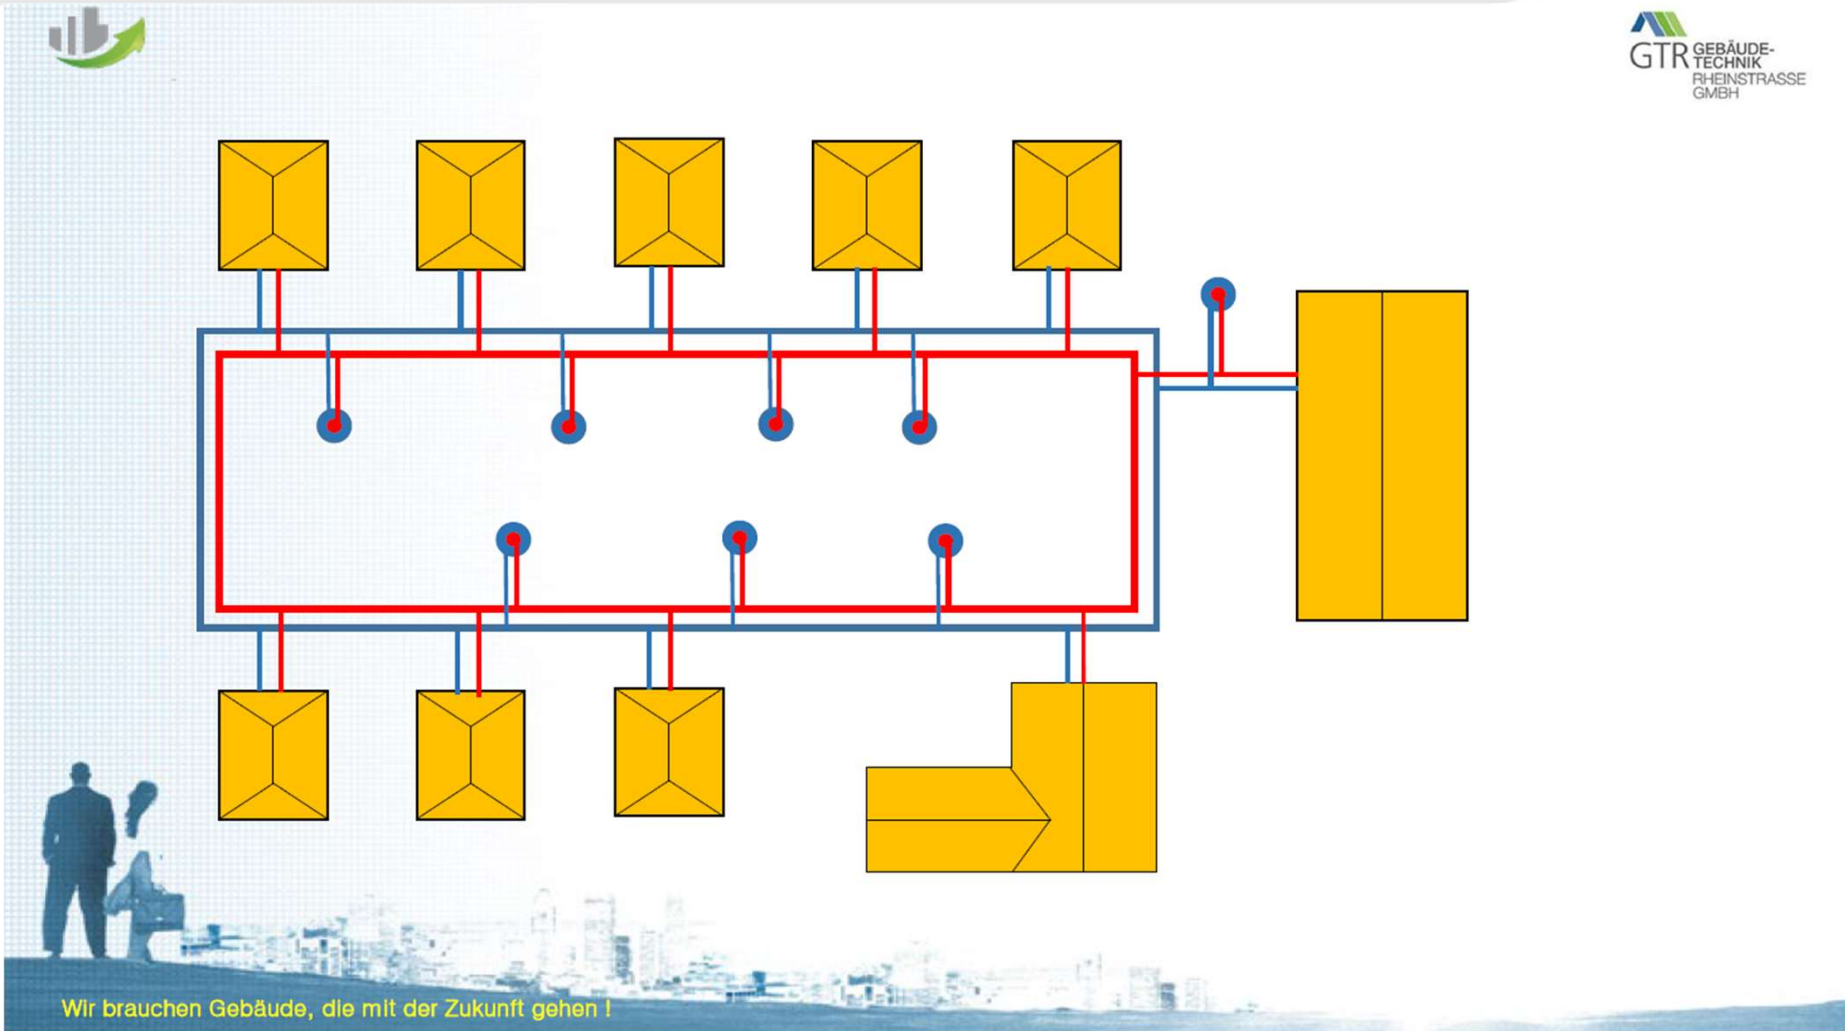 GTR GEBÄUDE-
TECHNIK
RHEINSTRASSE
GMBH
Wir brauchen Gebäude, die mit der Zukunft gehen !